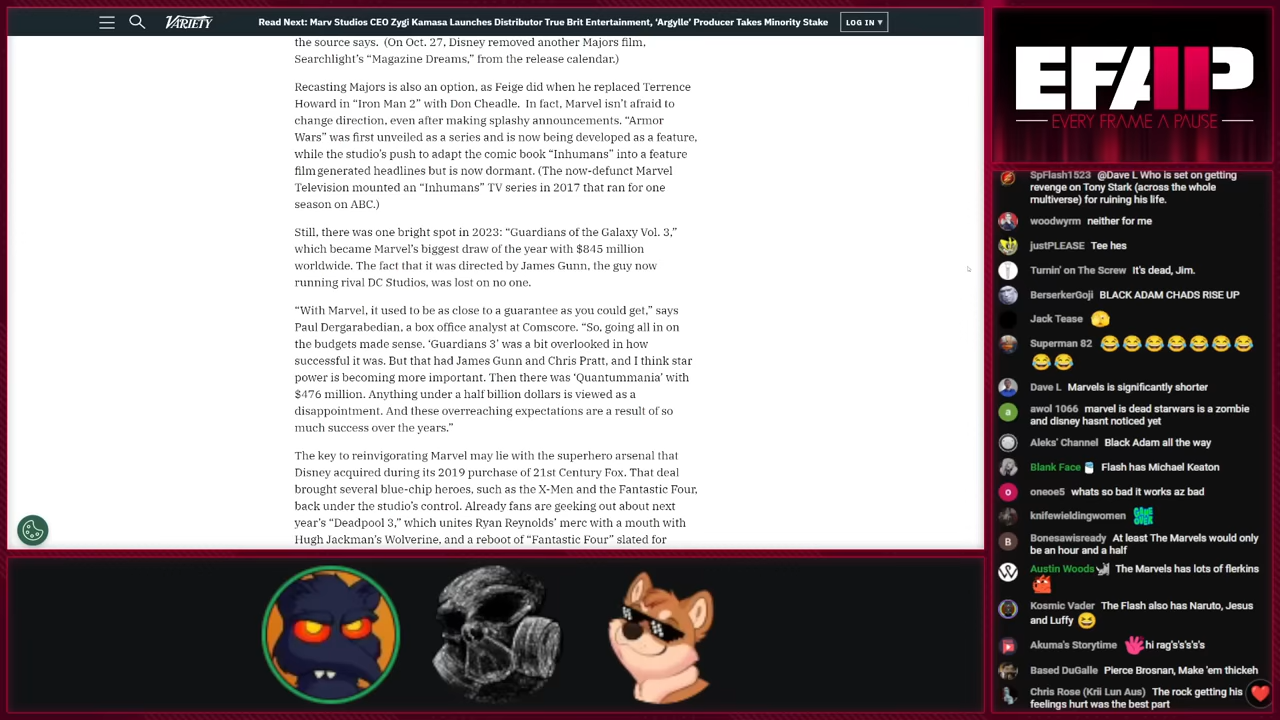 VARIETY
Read Next: Marv Studios CEO Zygi Kamasa Launches Distributor True Brit Entertainment, ‘Argylle’ Producer Takes Minority Stake
LOG IN ▾
the source says. (On Oct. 27, Disney removed another Majors film,
Searchlight’s “Magazine Dreams,” from the release calendar.)
Recasting Majors is also an option, as Feige did when he replaced Terrence
Howard in “Iron Man 2” with Don Cheadle. In fact, Marvel isn’t afraid to
change direction, even after making splashy announcements. “Armor
Wars” was first unveiled as a series and is now being developed as a feature,
while the studio’s push to adapt the comic book “Inhumans” into a feature
film generated headlines but is now dormant. (The now-defunct Marvel
Television mounted an “Inhumans” TV series in 2017 that ran for one
season on ABC.)
Still, there was one bright spot in 2023: “Guardians of the Galaxy Vol. 3,”
which became Marvel’s biggest draw of the year with $845 million
worldwide. The fact that it was directed by James Gunn, the guy now
running rival DC Studios, was lost on no one.
“With Marvel, it used to be as close to a guarantee as you could get,” says
Paul Dergarabedian, a box office analyst at Comscore. “So, going all in on
the budgets made sense. ‘Guardians 3’ was a bit overlooked in how
successful it was. But that had James Gunn and Chris Pratt, and I think star
power is becoming more important. Then there was ‘Quantummania’ with
$476 million. Anything under a half billion dollars is viewed as a
disappointment. And these overreaching expectations are a result of so
much success over the years.”
The key to reinvigorating Marvel may lie with the superhero arsenal that
Disney acquired during its 2019 purchase of 21st Century Fox. That deal
brought several blue-chip heroes, such as the X-Men and the Fantastic Four,
back under the studio’s control. Already fans are geeking out about next
year’s “Deadpool 3,” which unites Ryan Reynolds’ merc with a mouth with
Hugh Jackman’s Wolverine, and a reboot of “Fantastic Four” slated for
EFAP
EVERY FRAME A PAUSE
SpFlash1523 @Dave L Who is set on getting
revenge on Tony Stark (across the whole
multiverse) for ruining his life.
woodwyrm neither for me
justPLEASE Tee hes
Turnin' on The Screw It's dead, Jim.
BerserkerGoji BLACK ADAM CHADS RISE UP
Jack Tease
Superman 82
Dave L Marvels is significantly shorter
awol 1066 marvel is dead starwars is a zombie
and disney hasnt noticed yet
Aleks' Channel Black Adam all the way
Blank Face Flash has Michael Keaton
oneoe5 whats so bad it works az bad
knifewieldingwomen GAME OVER
Bonesawisready At least The Marvels would only
be an hour and a half
Austin Woods The Marvels has lots of flerkins
Kosmic Vader The Flash also has Naruto, Jesus
and Luffy
Akuma's Storytime hi rag's's's's's
Based DuGalle Pierce Brosnan, Make 'em thickeh
Chris Rose (Krii Lun Aus) The rock getting his
feelings hurt was the best part